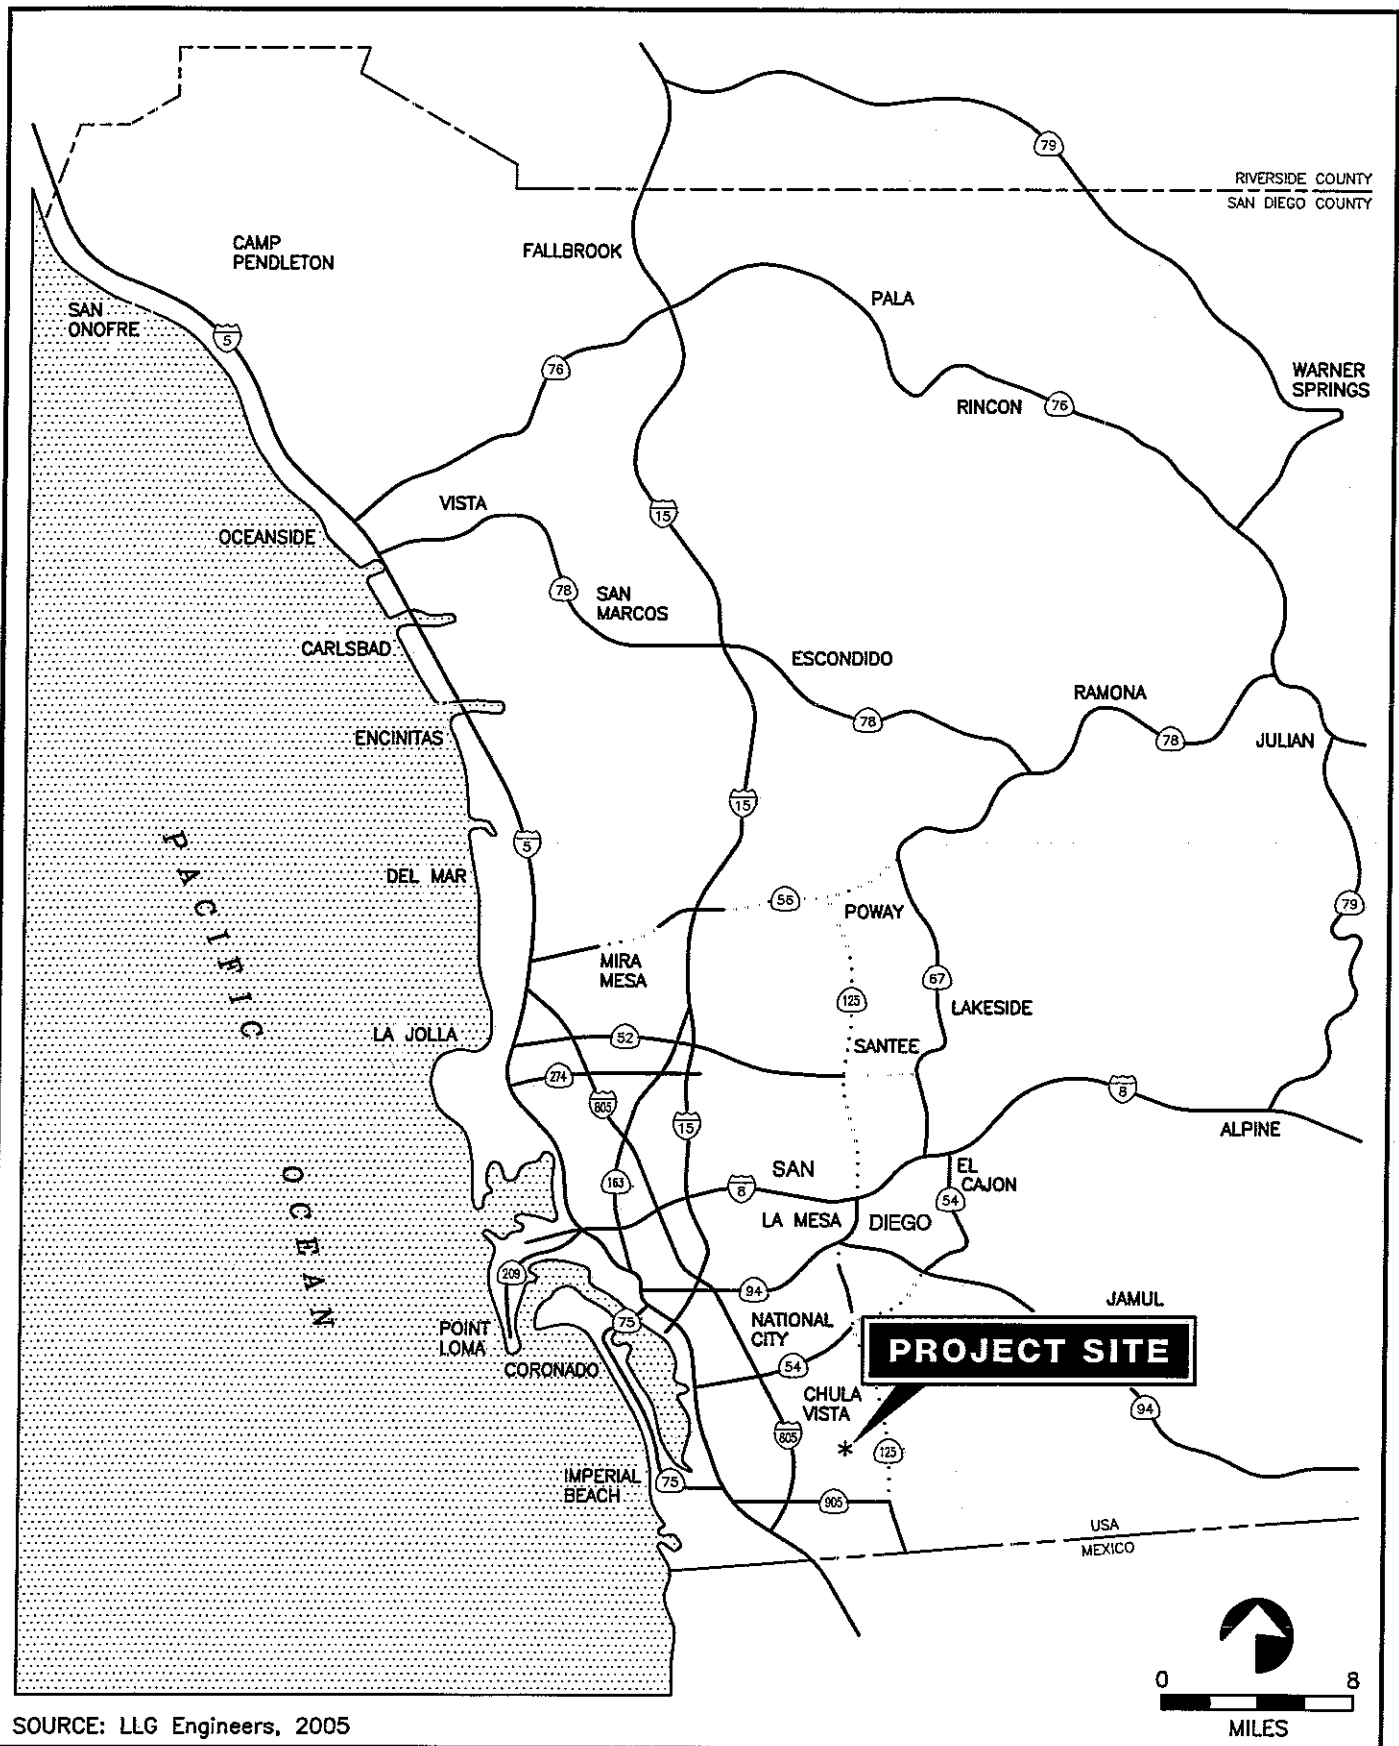 79
RIVERSIDE COUNTY
SAN DIEGO COUNTY
CAMP
PENDLETON
FALLBROOK
SAN
ONOFRE
5
PALA
76
WARNER
SPRINGS
RINCON
76
VISTA
15
OCEANSIDE
78
SAN
MARCOS
CARLSBAD
ESCONDIDO
RAMONA
78
78
ENCINITAS
JULIAN
15
5
PACIFIC
OCEAN
DEL MAR
56
POWAY
79
MIRA
MESA
67
125
LAKESIDE
LA JOLLA
52
SANTEE
274
805
8
15
ALPINE
SAN
DIEGO
EL
CAJON
163
8
54
LA MESA
209
94
JAMUL
75
NATIONAL
CITY
POINT
LOMA
CORONADO
54
PROJECT SITE
CHULA
VISTA
94
805
*
125
IMPERIAL
BEACH
75
905
USA
MEXICO
0 8
MILES
SOURCE: LLG Engineers, 2005